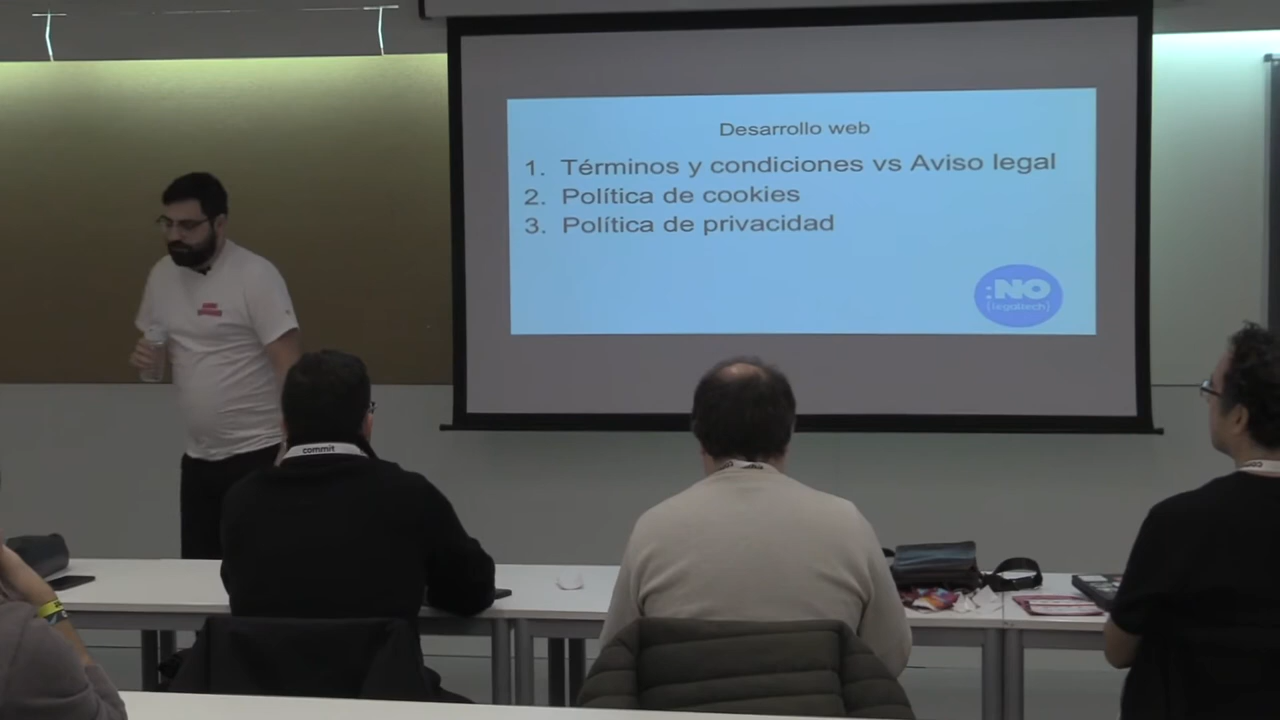 Desarrollo web
1. Términos y condiciones vs Aviso legal
2. Política de cookies
3. Política de privacidad
:NO
{legaltech}
commit